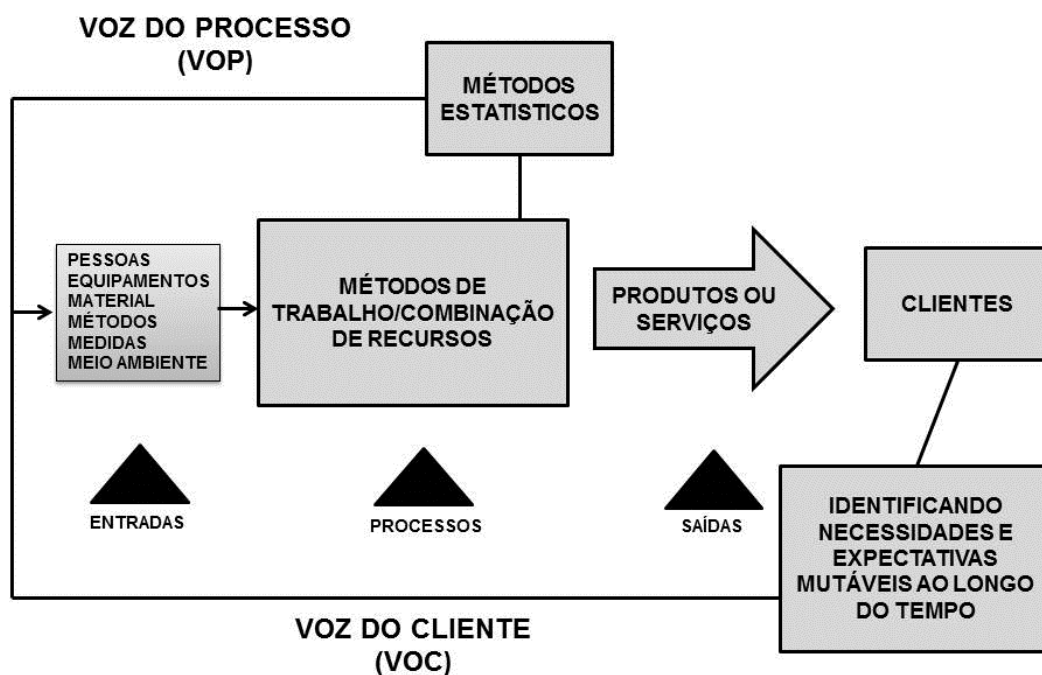 VOZ DO PROCESSO
(VOP)
MÉTODOS
ESTATISTICOS
PESSOAS
EQUIPAMENTOS
MATERIAL
MÉTODOS
MEDIDAS
MEIO AMBIENTE
MÉTODOS DE
TRABALHO/COMBINAÇÃO
DE RECURSOS
PRODUTOS OU
SERVIÇOS
CLIENTES
ENTRADAS
PROCESSOS
SAÍDAS
IDENTIFICANDO
NECESSIDADES E
EXPECTATIVAS
MUTÁVEIS AO LONGO
DO TEMPO
VOZ DO CLIENTE
(VOC)